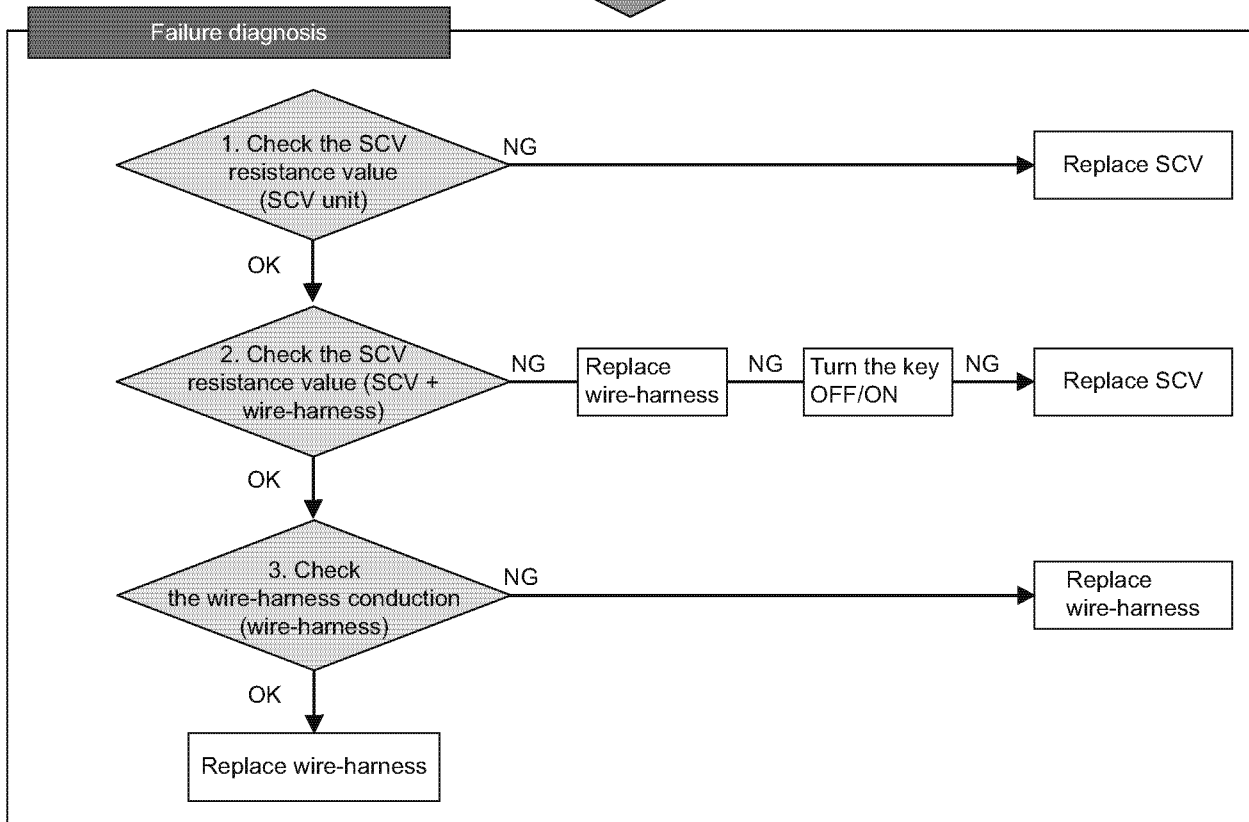 Failure diagnosis
1. Check the SCV
resistance value
(SCV unit)
NG
Replace SCV
OK
2. Check the SCV
resistance value (SCV +
wire-harness)
NG
Replace
wire-harness
NG
Turn the key
OFF/ON
NG
Replace SCV
OK
3. Check
the wire-harness conduction
(wire-harness)
NG
Replace
wire-harness
OK
Replace wire-harness